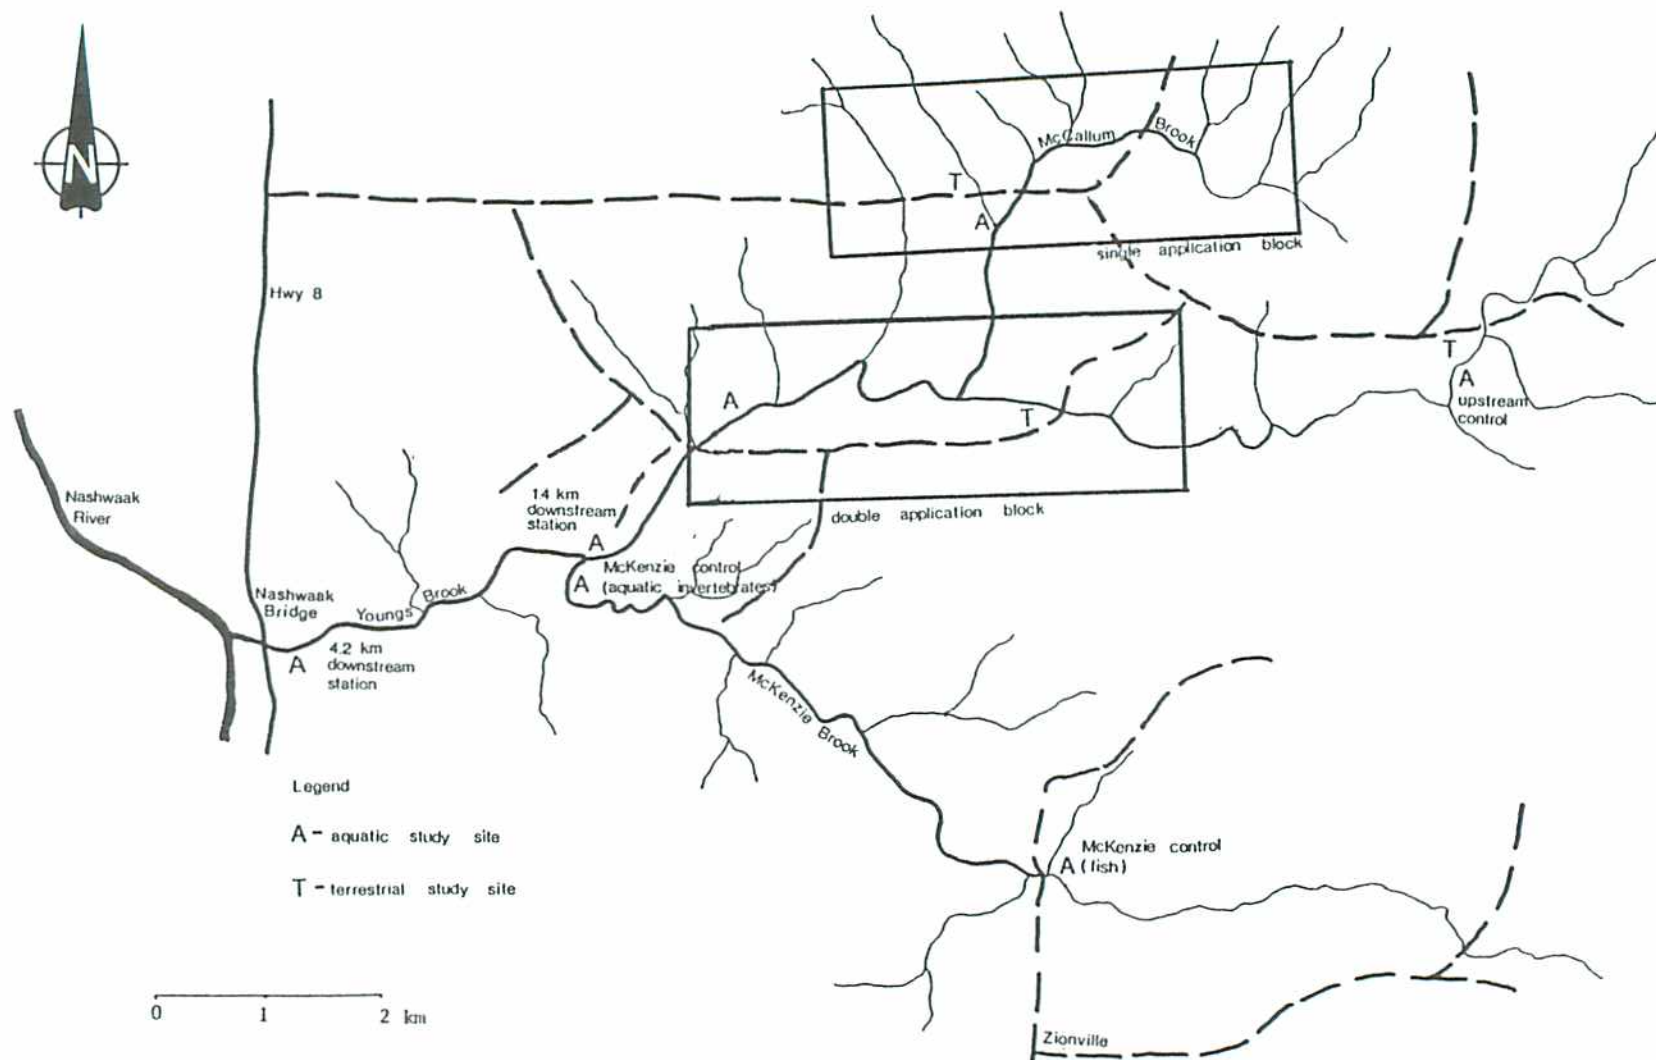 N
McCallum Brook
T
A
single application block
Hwy 8
T
A
upstream
control
A
T
Nashwaak
River
1.4 km
downstream
station
double application block
A
McKenzie control
A (aquatic invertebrates)
Nashwaak
Bridge
Youngs Brook
A
4.2 km
downstream
station
McKenzie Brook
Legend
A - aquatic study site
T - terrestrial study site
McKenzie control
A (fish)
0 1 2 km
Zionville